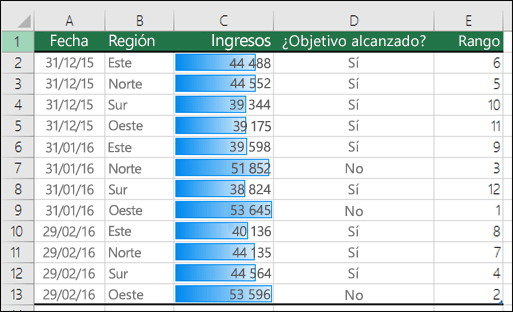 A B C D E
1 Fecha Región Ingresos ¿Objetivo alcanzado? Rango
2 31/12/15 Este 44 488 Sí 6
3 31/12/15 Norte 44 552 Sí 5
4 31/12/15 Sur 39 344 Sí 10
5 31/12/15 Oeste 39 175 Sí 11
6 31/01/16 Este 39 598 Sí 9
7 31/01/16 Norte 51 852 No 3
8 31/01/16 Sur 38 824 Sí 12
9 31/01/16 Oeste 53 645 No 1
10 29/02/16 Este 40 136 Sí 8
11 29/02/16 Norte 44 135 Sí 7
12 29/02/16 Sur 44 564 Sí 4
13 29/02/16 Oeste 53 596 No 2